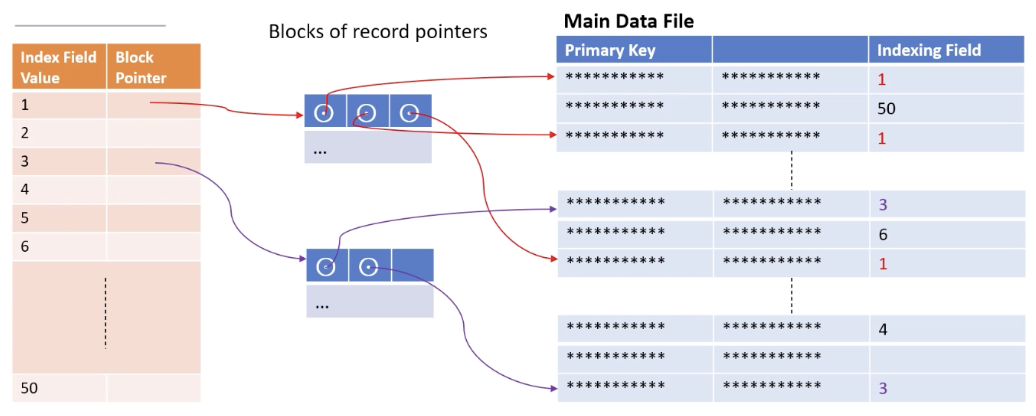 Blocks of record pointers
Main Data File
Index Field Value Block Pointer
1
2
3
4
5
6
50
...
...
Primary Key Indexing Field
*********** *********** 1
*********** *********** 50
*********** *********** 1
*********** *********** 3
*********** *********** 6
*********** *********** 1
*********** *********** 4
*********** ***********
*********** *********** 3